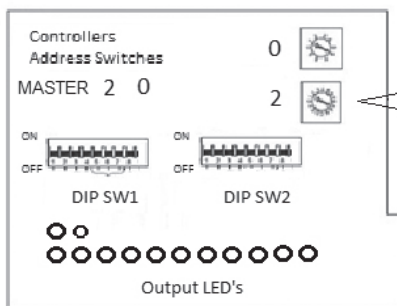 Controllers
Address Switches
MASTER 2 0
0
2
ON
OFF
ON
OFF
DIP SW1
DIP SW2
Output LED's